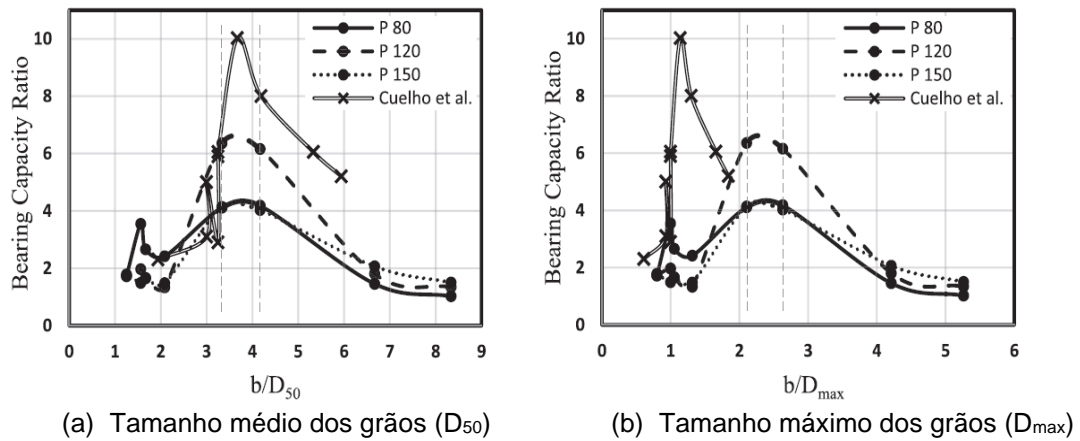 Bearing Capacity Ratio
10
8
6
4
2
0
0 1 2 3 4 5 6 7 8 9
b/D50
P 80
P 120
P 150
Cuelho et al.
(a) Tamanho médio dos grãos (D50)
Bearing Capacity Ratio
10
8
6
4
2
0
0 1 2 3 4 5 6
b/Dmax
P 80
P 120
P 150
Cuelho et al.
(b) Tamanho máximo dos grãos (Dmax)